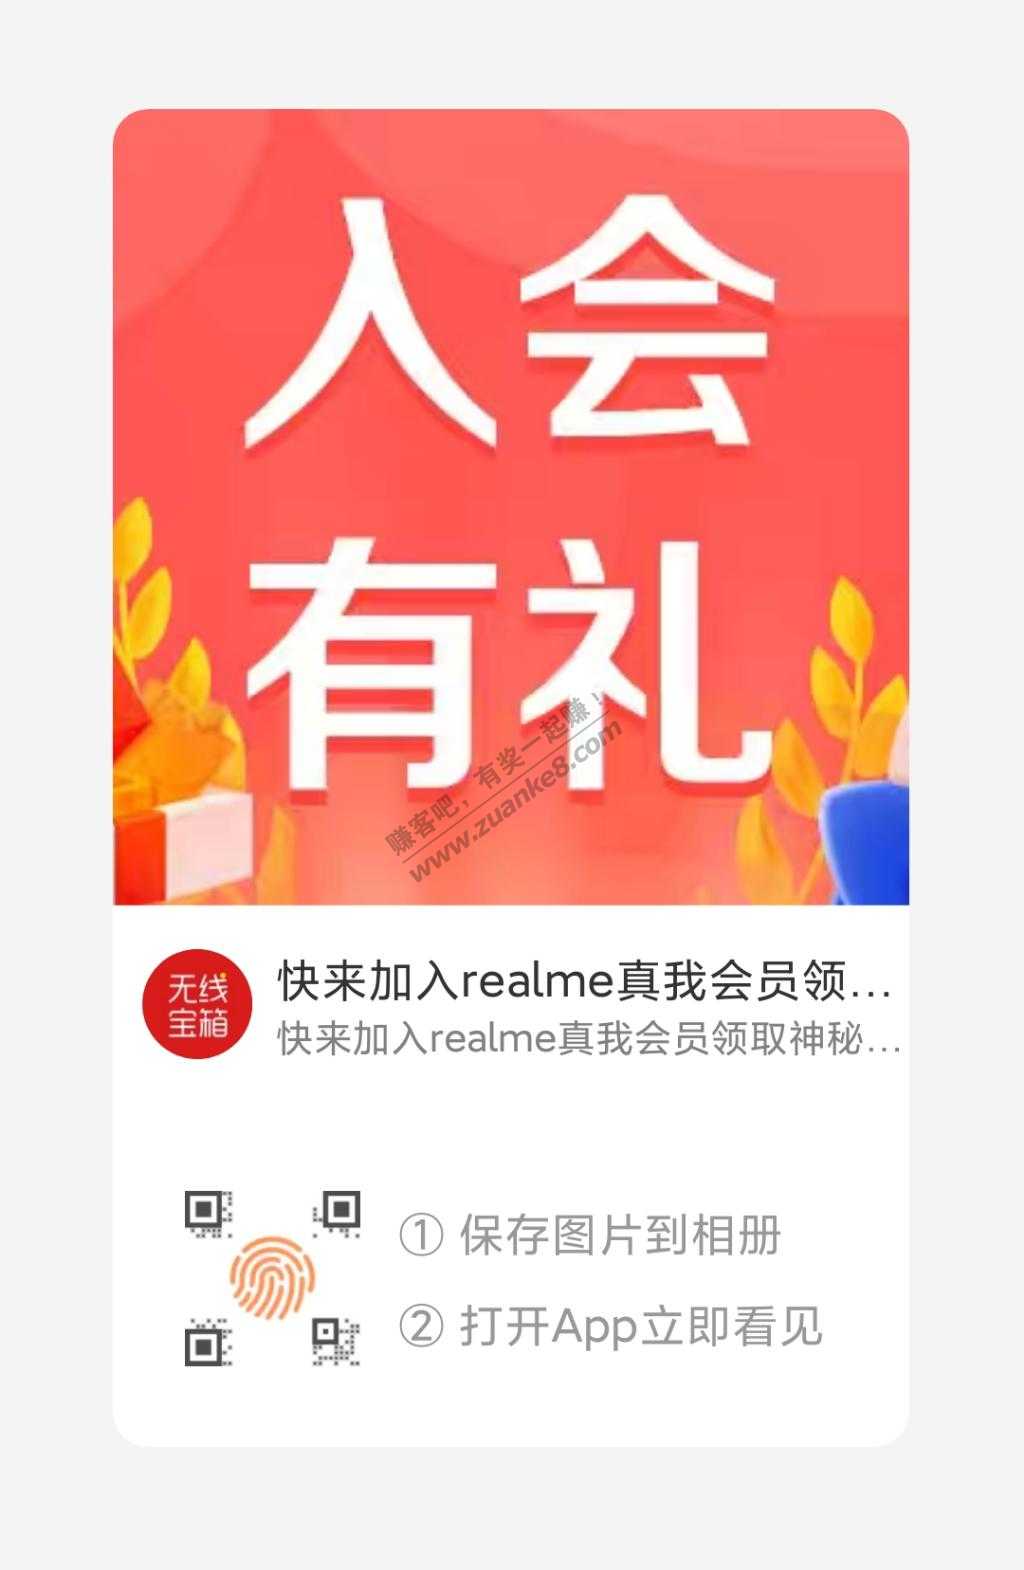 入会
有礼
赚客吧，有奖一起赚！
www.zuanke8.com
无线
宝箱
快来加入realme真我会员领...
快来加入realme真我会员领取神秘...
① 保存图片到相册
② 打开App立即看见